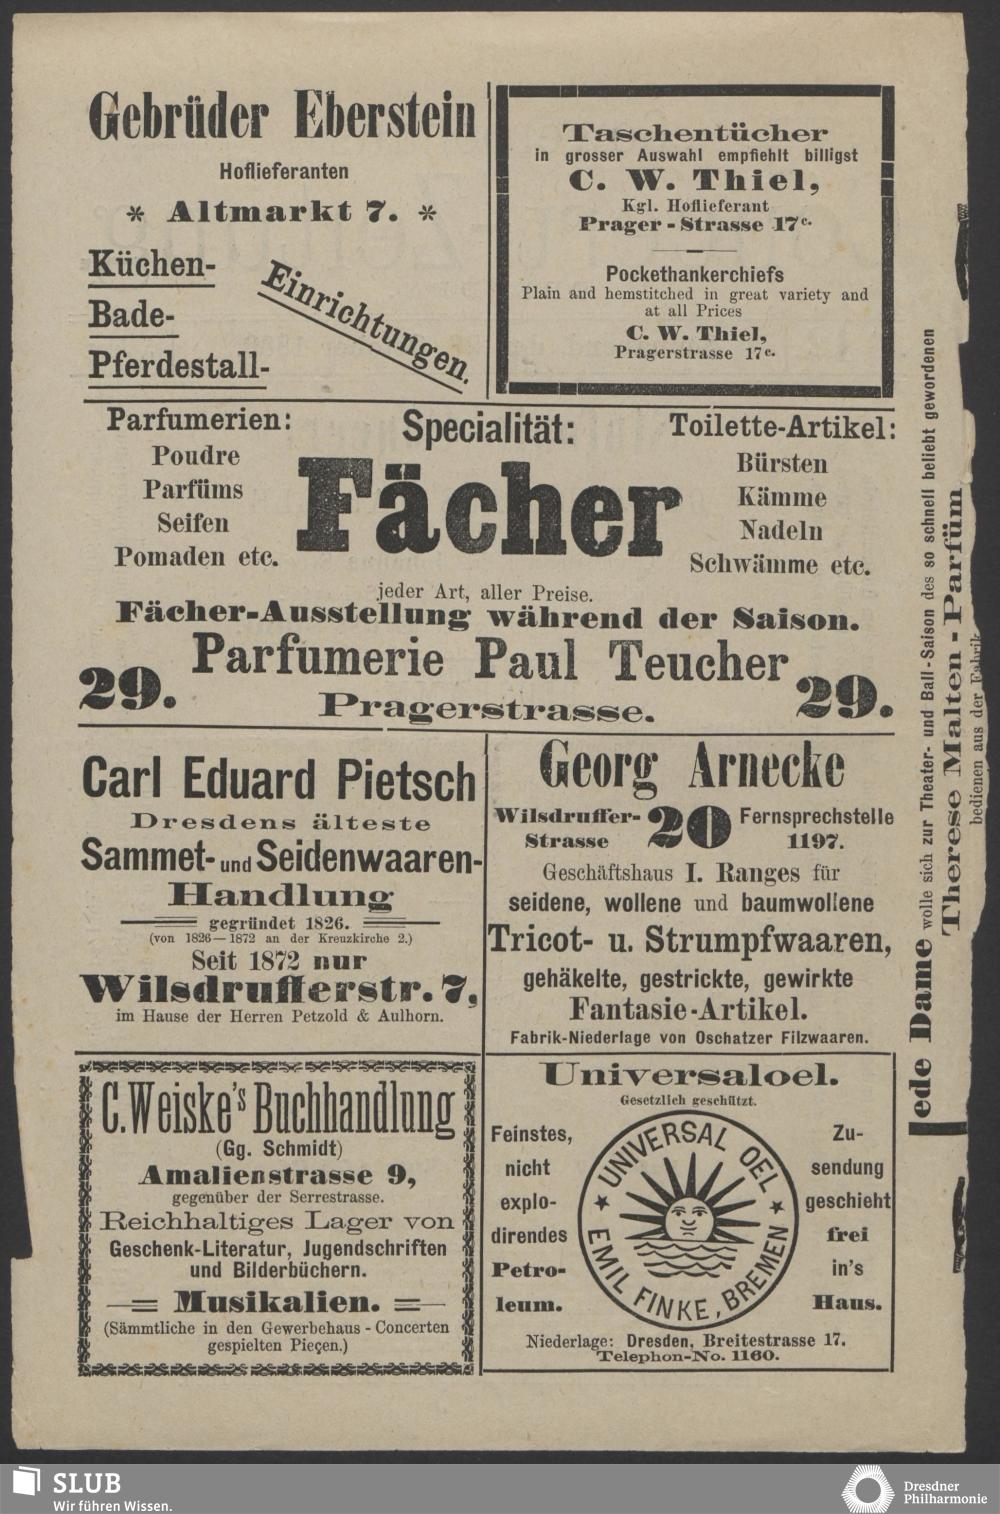 Gebrüder Eberstein
Hoflieferanten
* Altmarkt 7. *
Küchen-
Bade-
Pferdestall-
Einrichtungen.
Taschentücher
in grosser Auswahl empfiehlt billigst
C. W. Thiel,
Kgl. Hoflieferant
Prager - Strasse 17c.
Pockethankerchiefs
Plain and hemstitched in great variety and
at all Prices
C. W. Thiel,
Pragerstrasse 17c.
Parfumerien:
Poudre
Parfüms
Seifen
Pomaden etc.
Specialität:
Fächer
Toilette-Artikel:
Bürsten
Kämme
Nadeln
Schwämme etc.
jeder Art, aller Preise.
Fächer-Ausstellung während der Saison.
29. Parfumerie Paul Teucher 29.
Pragerstrasse.
Carl Eduard Pietsch
Dresdens älteste
Sammet- und Seidenwaaren-
Handlung
gegründet 1826.
(von 1826—1872 an der Kreuzkirche 2.)
Seit 1872 nur
Wilsdrufferstr. 7,
im Hause der Herren Petzold & Aulhorn.
Georg Arnecke
Wilsdruffer-
Strasse
20
Fernsprechstelle
1197.
Geschäftshaus I. Ranges für
seidene, wollene und baumwollene
Tricot- u. Strumpfwaaren,
gehäkelte, gestrickte, gewirkte
Fantasie-Artikel.
Fabrik-Niederlage von Oschatzer Filzwaaren.
C. Weiske's Buchhandlung
(Gg. Schmidt)
Amalienstrasse 9,
gegenüber der Serrestrasse.
Reichhaltiges Lager von
Geschenk-Literatur, Jugendschriften
und Bilderbüchern.
Musikalien.
(Sämmtliche in den Gewerbehaus - Concerten
gespielten Pieçen.)
Universaloel.
Gesetzlich geschützt.
Feinstes,
nicht
explo-
direndes
Petro-
leum.
UNIVERSAL OEL
EMIL FINKE, BREMEN
Zu-
sendung
geschieht
frei
in's
Haus.
Niederlage: Dresden, Breitestrasse 17.
Telephon-No. 1160.
Jede Dame wolle sich zur Theater- und Ball-Saison des so schnell beliebt gewordenen
Therese Malten - Parfüm
bedienen aus der Fabrik
SLUB
Wir führen Wissen.
Dresdner
Philharmonie